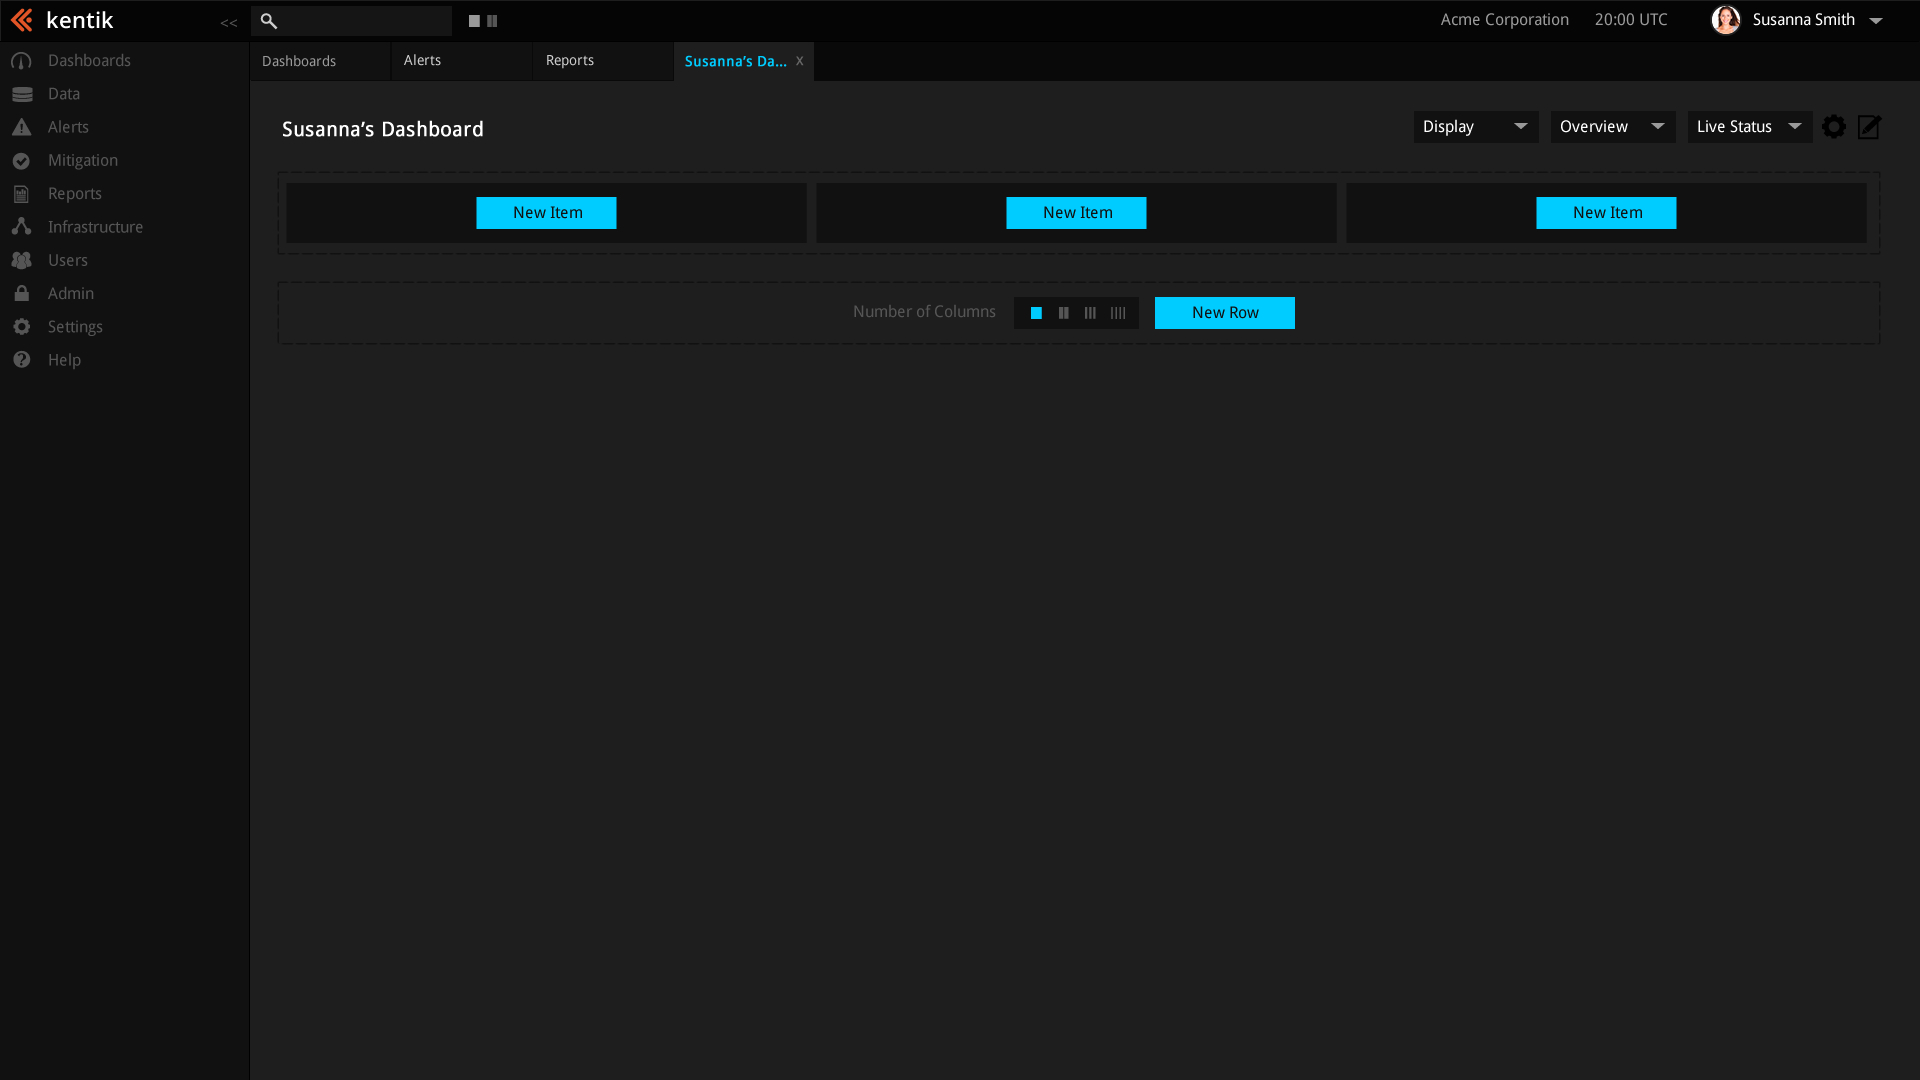 kentik
<<
Acme Corporation
20:00 UTC
Susanna Smith
Dashboards
Data
Alerts
Mitigation
Reports
Infrastructure
Users
Admin
Settings
Help
Dashboards
Alerts
Reports
Susanna’s Da...
X
Susanna’s Dashboard
Display
Overview
Live Status
New Item
New Item
New Item
Number of Columns
New Row